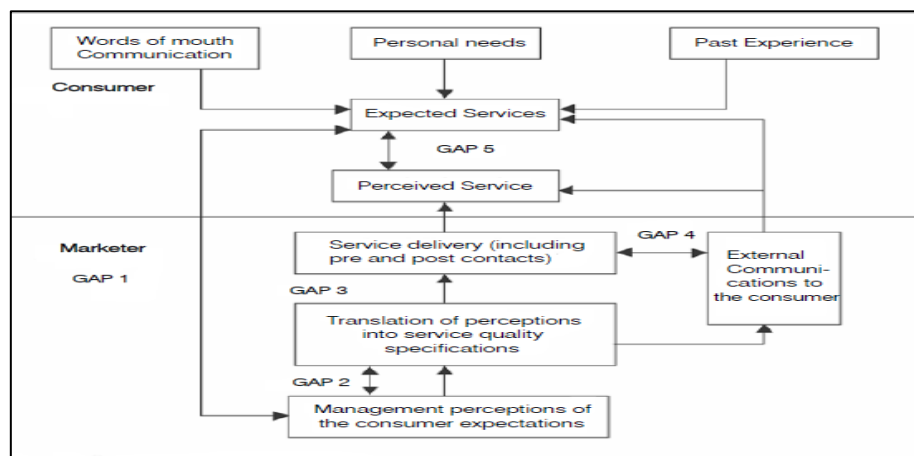 Words of mouth
Communication
Personal needs
Past Experience
Consumer
Expected Services
GAP 5
Perceived Service
Marketer
GAP 1
Service delivery (including
pre and post contacts)
GAP 4
External
Communi-
cations to
the consumer
GAP 3
Translation of perceptions
into service quality
specifications
GAP 2
Management perceptions of
the consumer expectations